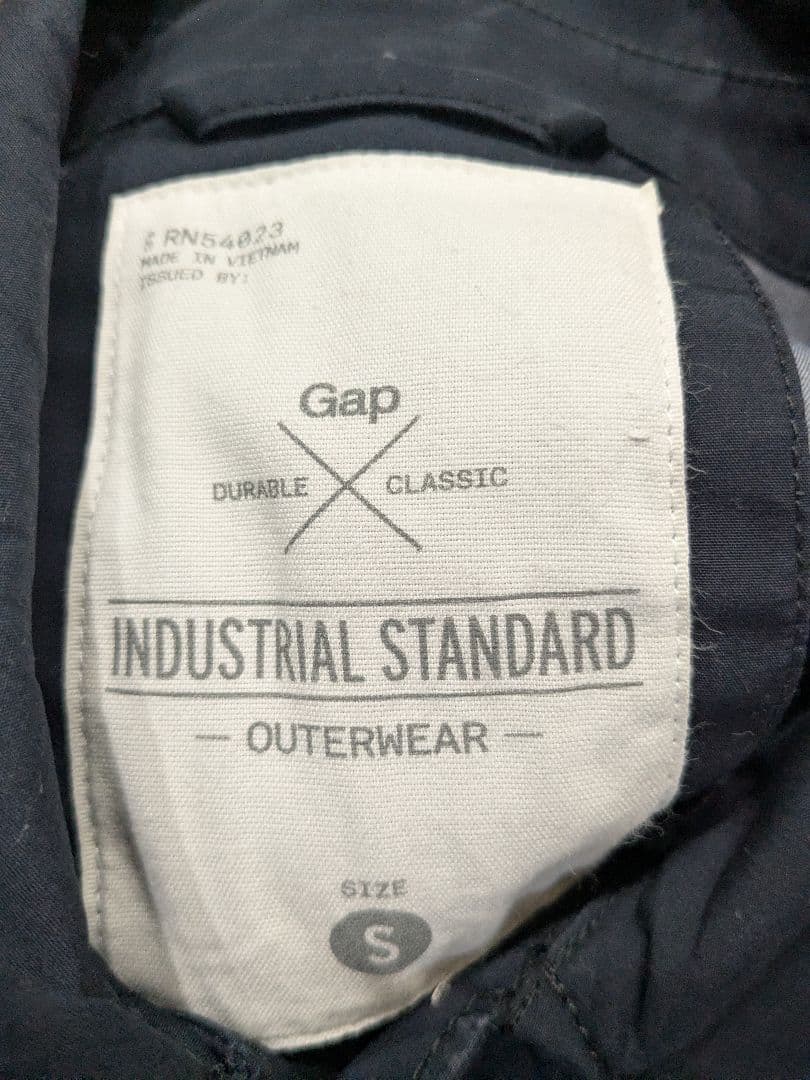 RN54023
MADE IN VIETNAM
ISSUED BY:
Gap
DURABLE CLASSIC
INDUSTRIAL STANDARD
— OUTERWEAR —
SIZE
S